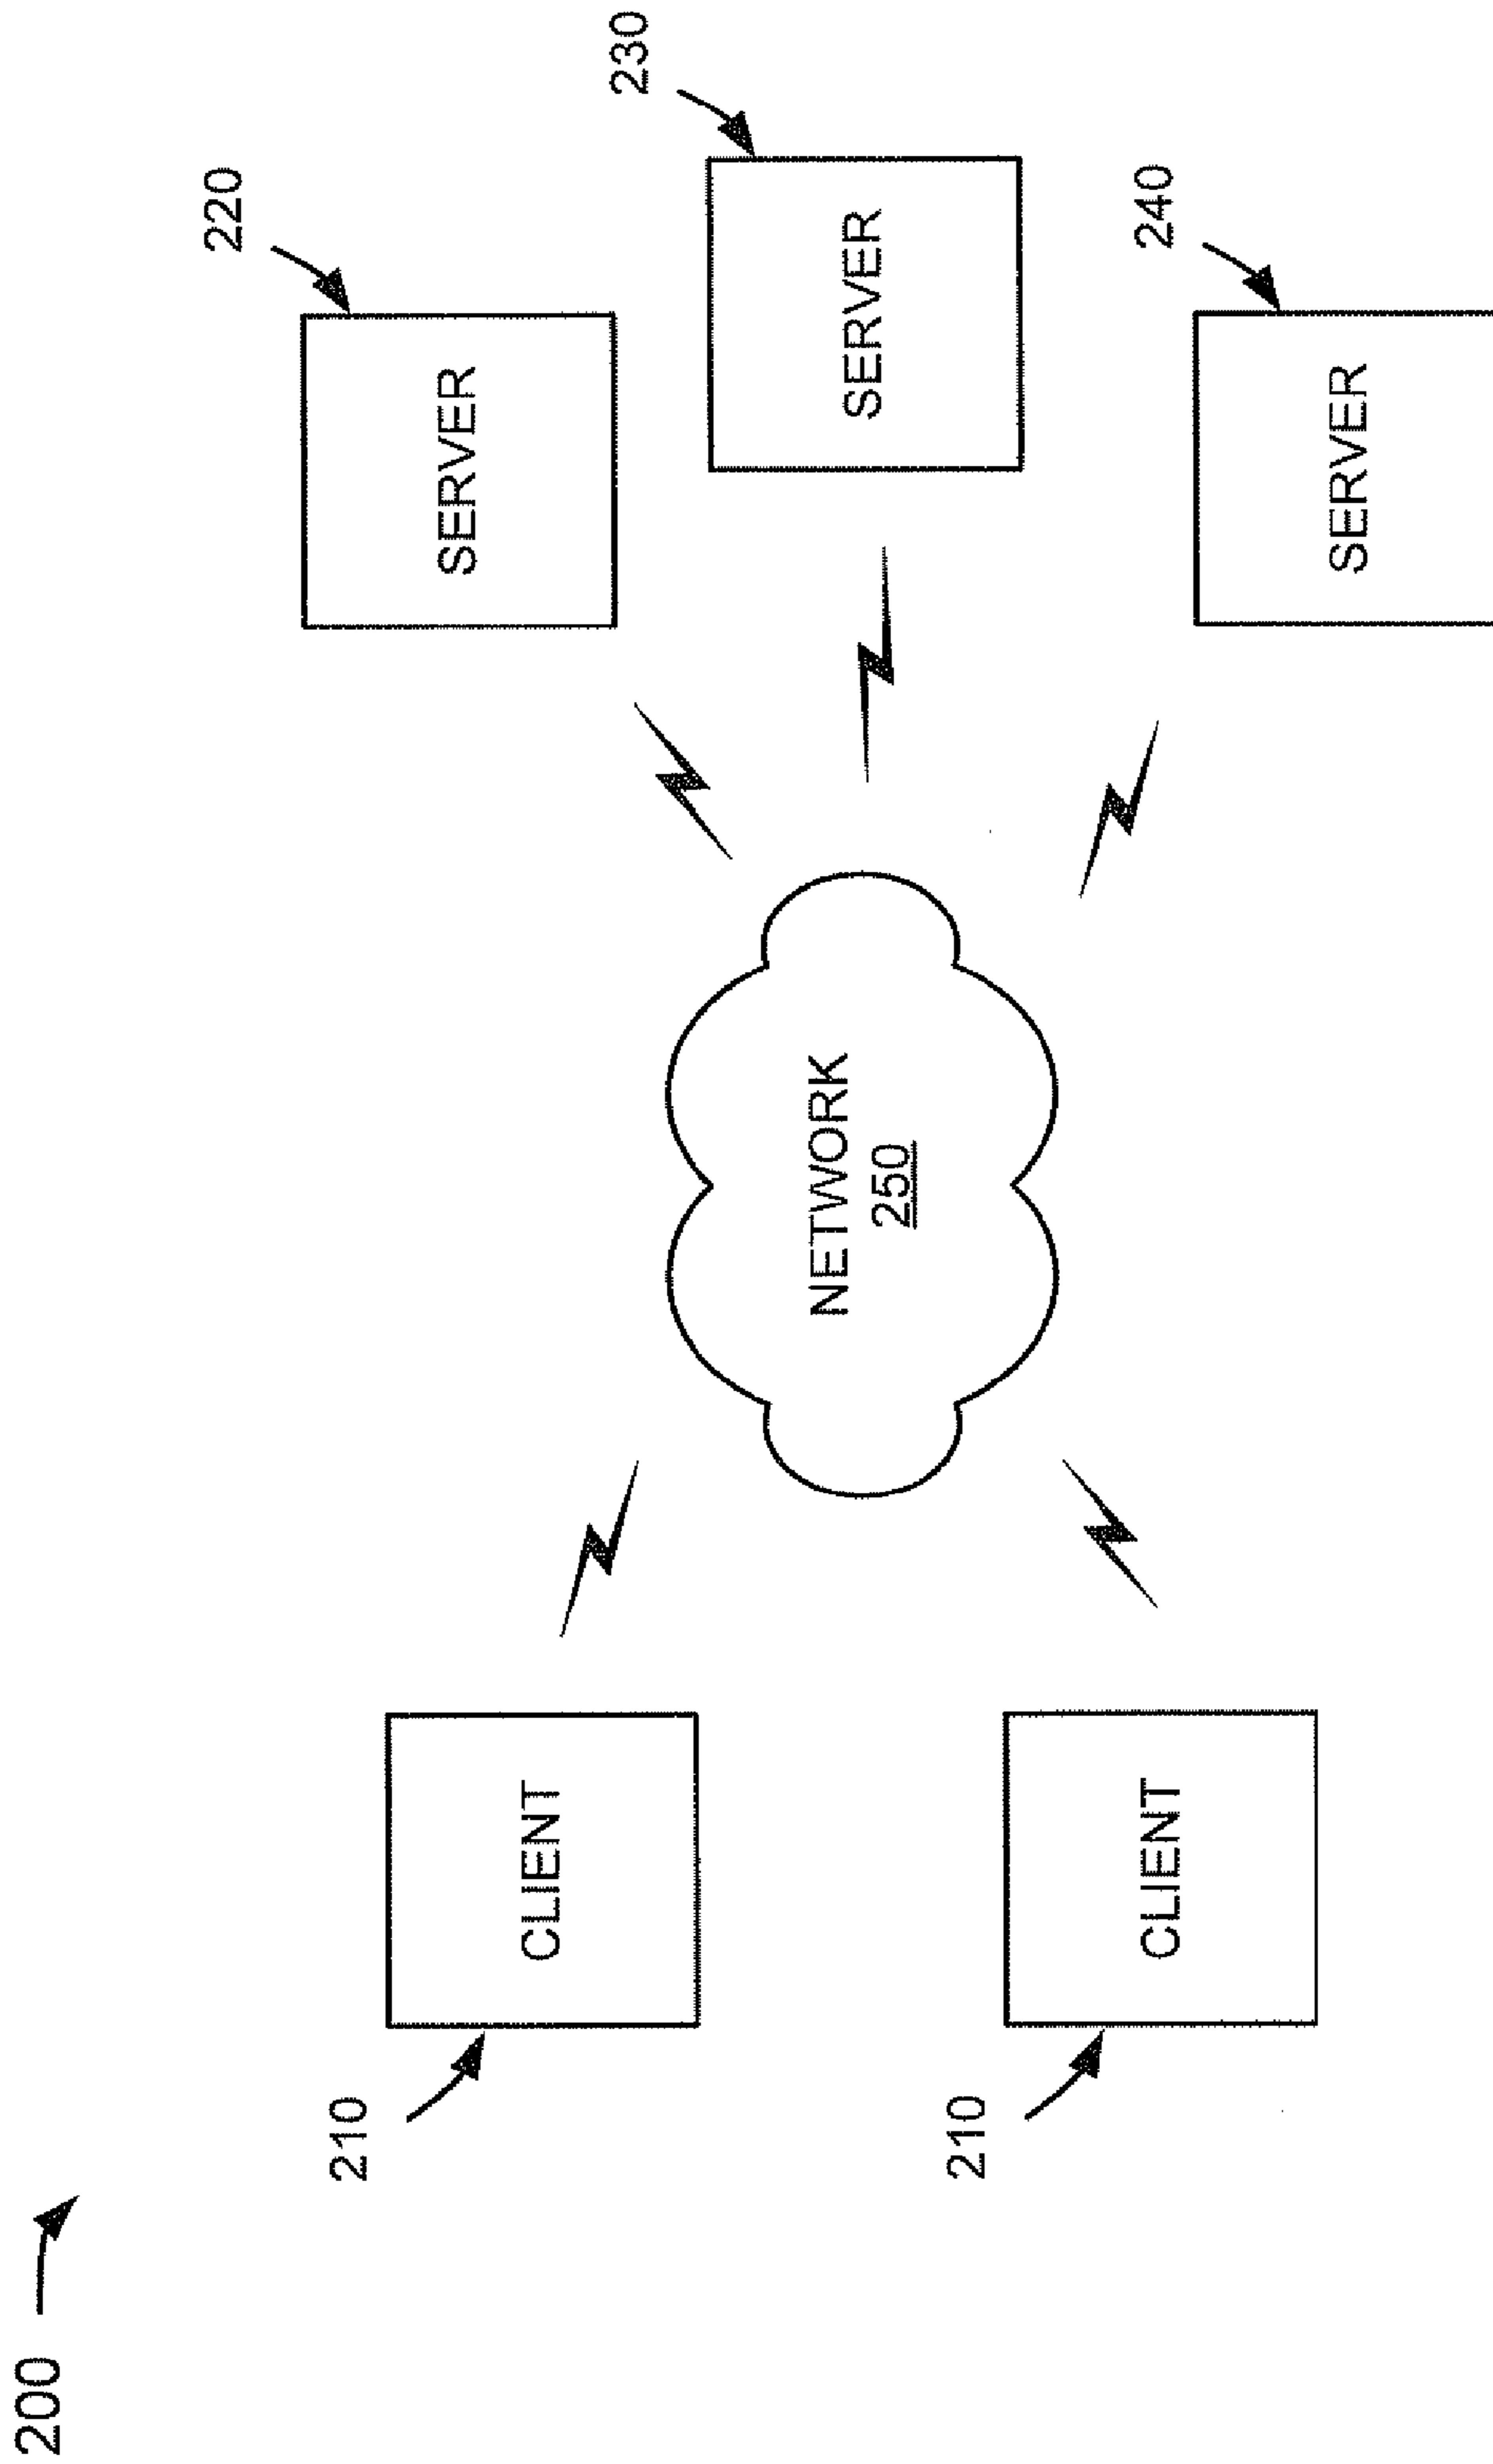 200
220
SERVER
230
SERVER
240
SERVER
NETWORK
250
210
CLIENT
210
CLIENT